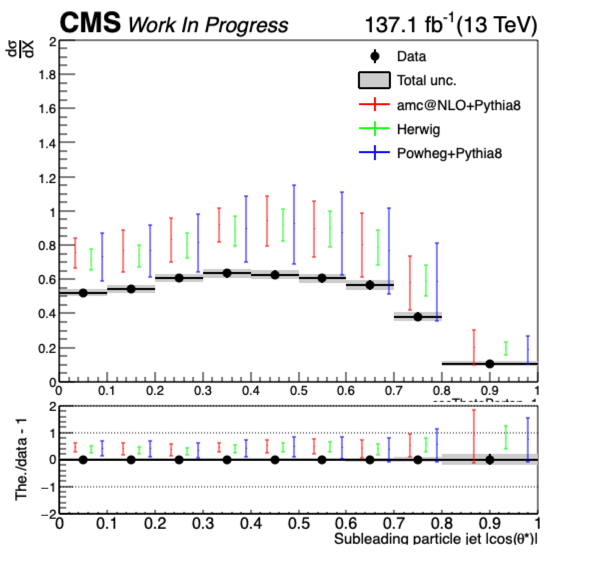 CMS Work In Progress 137.1 fb⁻¹(13 TeV)
dσ
dX
2
1.8
1.6
1.4
1.2
1
0.8
0.6
0.4
0.2
0
Data
Total unc.
amc@NLO+Pythia8
Herwig
Powheg+Pythia8
0 0.1 0.2 0.3 0.4 0.5 0.6 0.7 0.8 0.9 1
The./data - 1
2
1
0
−1
−2
0 0.1 0.2 0.3 0.4 0.5 0.6 0.7 0.8 0.9 1
Subleading particle jet |cos(θ*)|